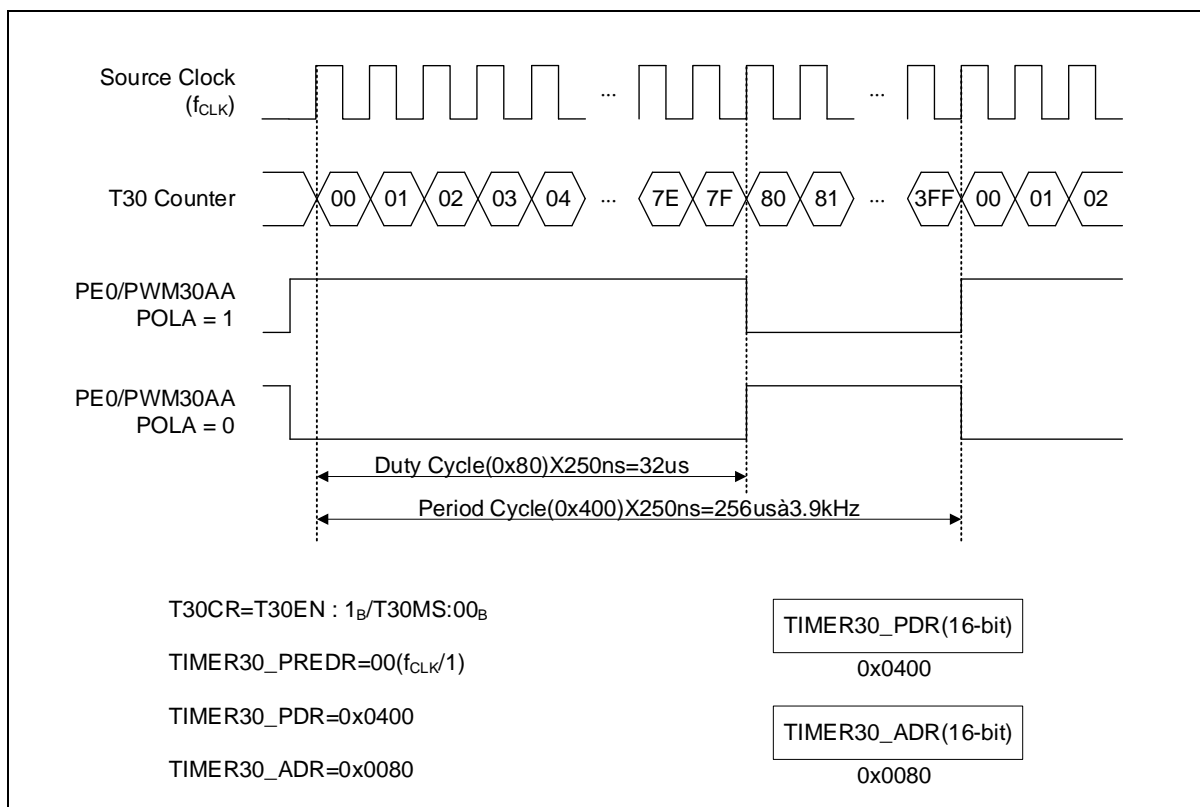 Source Clock
(fCLK)
... ...
T30 Counter
00 01 02 03 04 ... 7E 7F 80 81 ... 3FF 00 01 02
PE0/PWM30AA
POLA = 1
PE0/PWM30AA
POLA = 0
Duty Cycle(0x80)X250ns=32us
Period Cycle(0x400)X250ns=256usà3.9kHz
T30CR=T30EN : 1B/T30MS:00B
TIMER30_PREDR=00(fCLK/1)
TIMER30_PDR=0x0400
TIMER30_ADR=0x0080
TIMER30_PDR(16-bit)
0x0400
TIMER30_ADR(16-bit)
0x0080